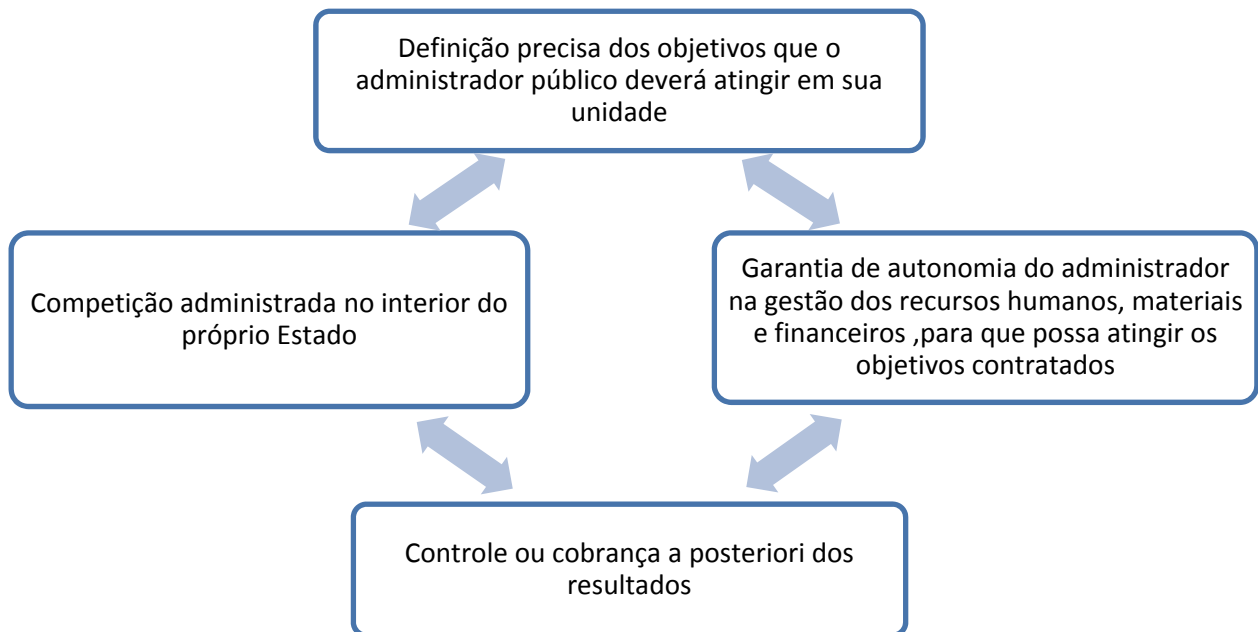 Definição precisa dos objetivos que o
administrador público deverá atingir em sua
unidade
Competição administrada no interior do
próprio Estado
Garantia de autonomia do administrador
na gestão dos recursos humanos, materiais
e financeiros ,para que possa atingir os
objetivos contratados
Controle ou cobrança a posteriori dos
resultados